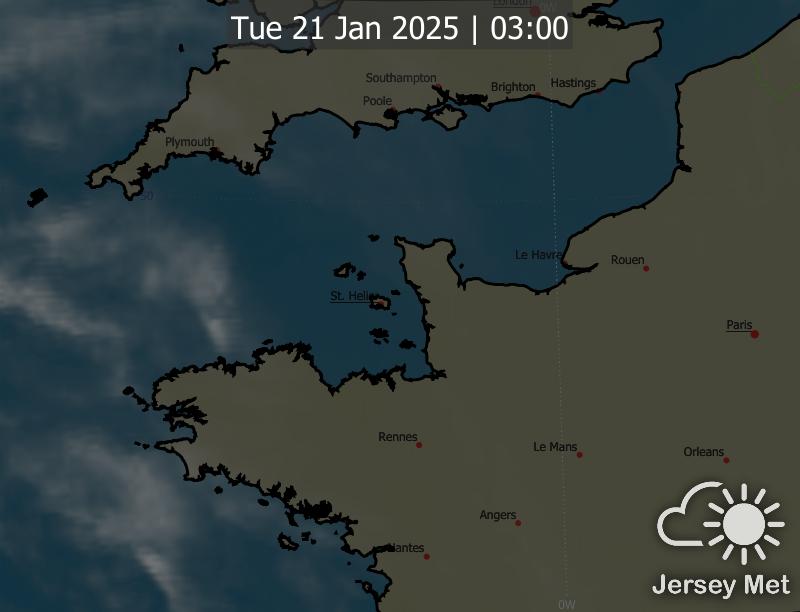 London
0W
Tue 21 Jan 2025 | 03:00
Southampton
Brighton
Hastings
Poole
Plymouth
50
Le Havre
Rouen
St. Helier
Paris
Rennes
Le Mans
Orleans
Angers
Nantes
Jersey Met
0W